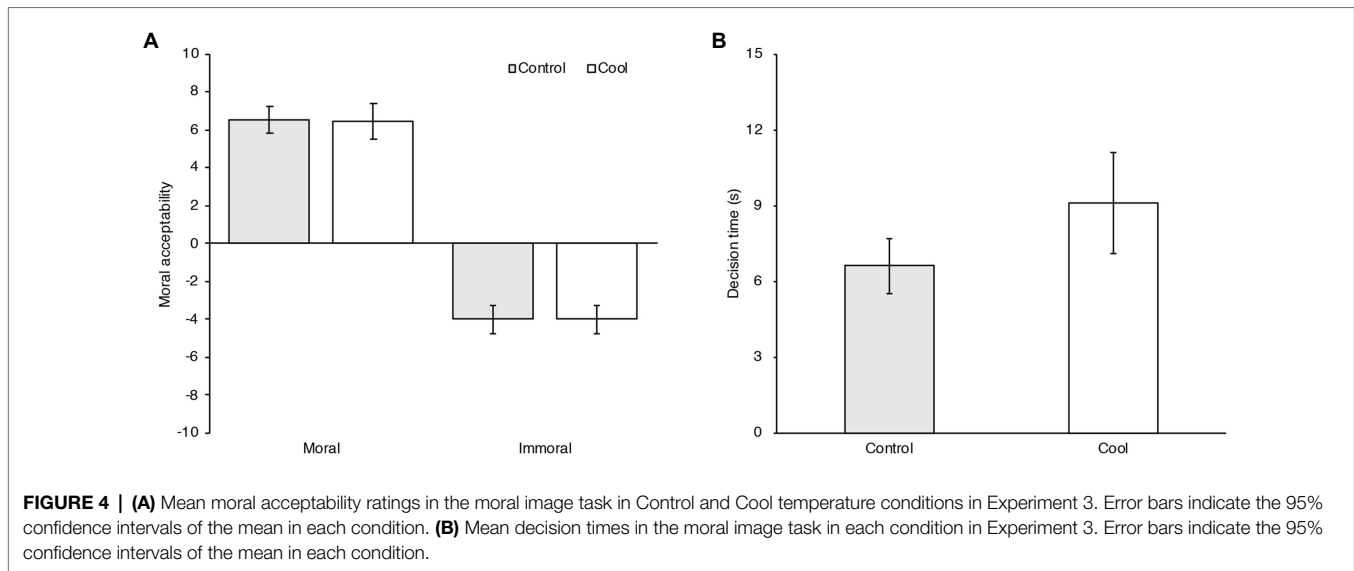 A
10
8
6
4
2
0
-2
-4
-6
-8
-10
Moral acceptability
Control Cool
Moral Immoral
B
15
12
9
6
3
0
Decision time (s)
Control Cool
FIGURE 4 | (A) Mean moral acceptability ratings in the moral image task in Control and Cool temperature conditions in Experiment 3. Error bars indicate the 95%
confidence intervals of the mean in each condition. (B) Mean decision times in the moral image task in each condition in Experiment 3. Error bars indicate the 95%
confidence intervals of the mean in each condition.